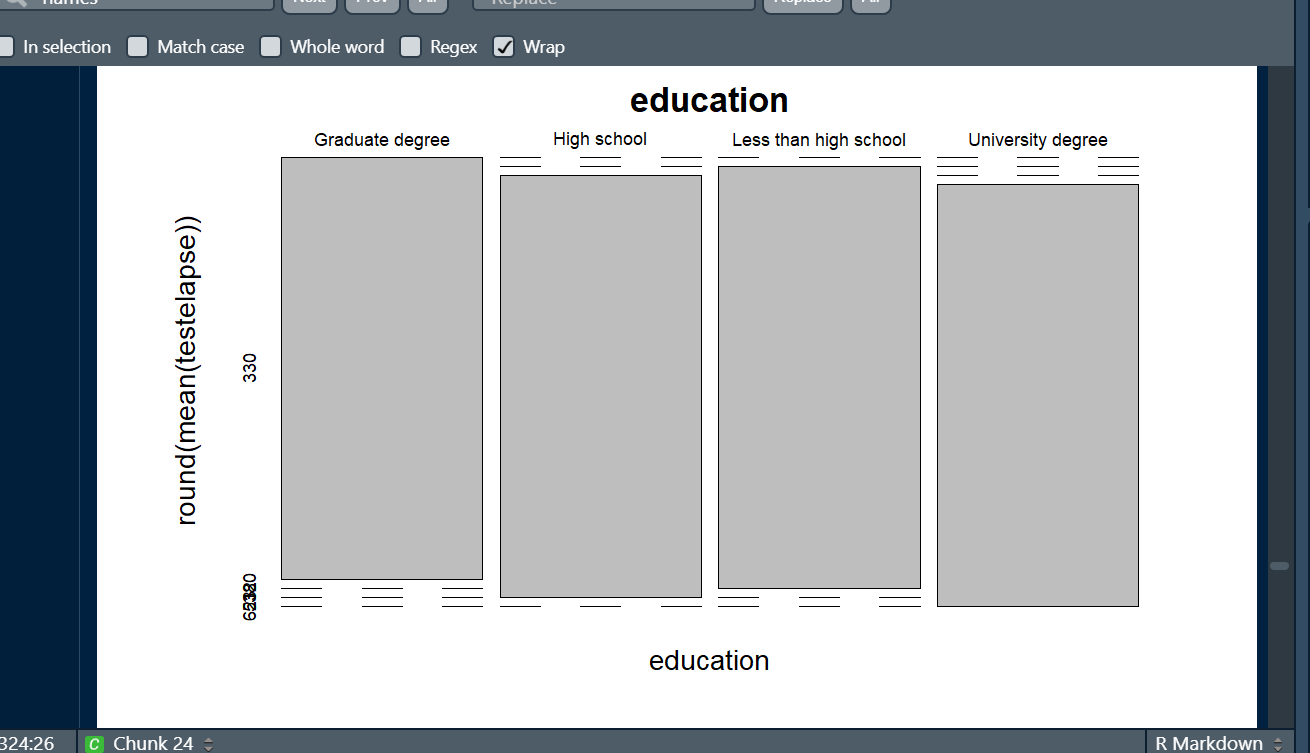 names Next Prev All Replace Replace All
In selection Match case Whole word Regex Wrap
education
Graduate degree High school Less than high school University degree
round(mean(testelapse))
330
education
324:26 C Chunk 24 R Markdown